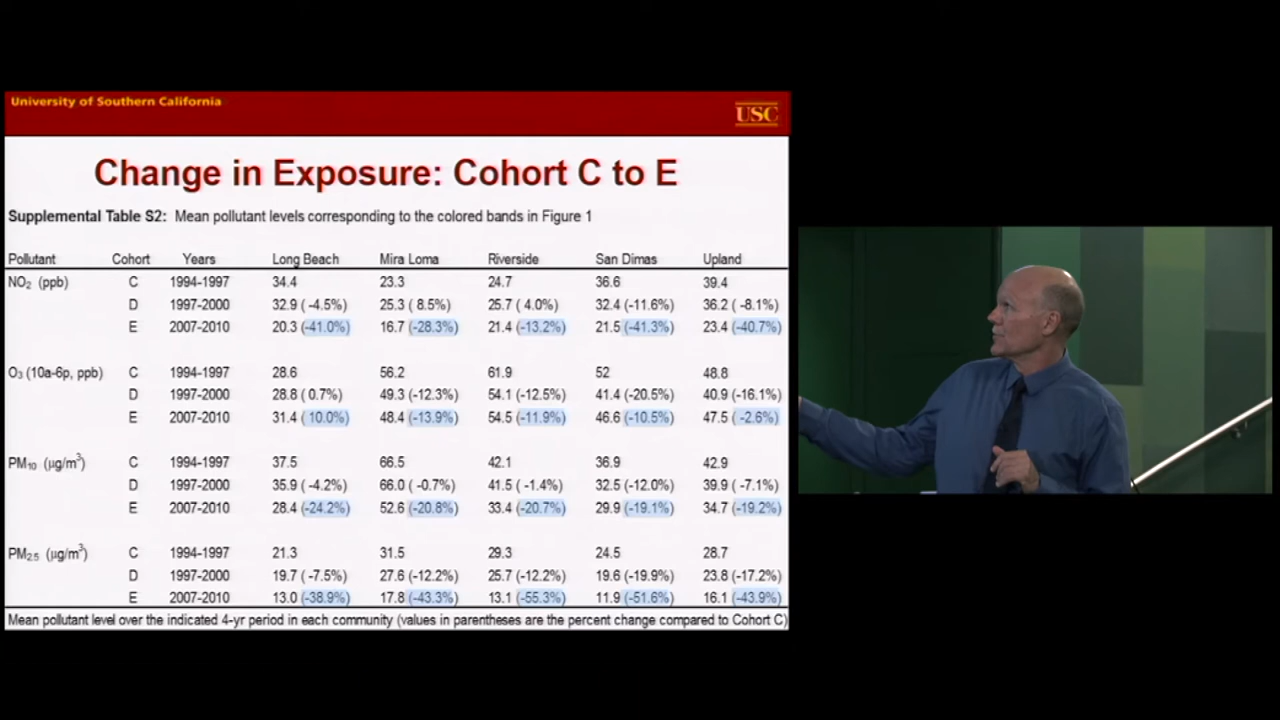 University of Southern California
USC
Change in Exposure: Cohort C to E
Supplemental Table S2: Mean pollutant levels corresponding to the colored bands in Figure 1
Pollutant Cohort Years Long Beach Mira Loma Riverside San Dimas Upland
NO2 (ppb) C 1994-1997 34.4 23.3 24.7 36.6 39.4
D 1997-2000 32.9 (-4.5%) 25.3 (8.5%) 25.7 (4.0%) 32.4 (-11.6%) 36.2 (-8.1%)
E 2007-2010 20.3 (-41.0%) 16.7 (-28.3%) 21.4 (-13.2%) 21.5 (-41.3%) 23.4 (-40.7%)
O3 (10a-6p, ppb) C 1994-1997 28.6 56.2 61.9 52 48.8
D 1997-2000 28.8 (0.7%) 49.3 (-12.3%) 54.1 (-12.5%) 41.4 (-20.5%) 40.9 (-16.1%)
E 2007-2010 31.4 (10.0%) 48.4 (-13.9%) 54.5 (-11.9%) 46.6 (-10.5%) 47.5 (-2.6%)
PM10 (µg/m3) C 1994-1997 37.5 66.5 42.1 36.9 42.9
D 1997-2000 35.9 (-4.2%) 66.0 (-0.7%) 41.5 (-1.4%) 32.5 (-12.0%) 39.9 (-7.1%)
E 2007-2010 28.4 (-24.2%) 52.6 (-20.8%) 33.4 (-20.7%) 29.9 (-19.1%) 34.7 (-19.2%)
PM2.5 (µg/m3) C 1994-1997 21.3 31.5 29.3 24.5 28.7
D 1997-2000 19.7 (-7.5%) 27.6 (-12.2%) 25.7 (-12.2%) 19.6 (-19.9%) 23.8 (-17.2%)
E 2007-2010 13.0 (-38.9%) 17.8 (-43.3%) 13.1 (-55.3%) 11.9 (-51.6%) 16.1 (-43.9%)
Mean pollutant level over the indicated 4-yr period in each community (values in parentheses are the percent change compared to Cohort C)